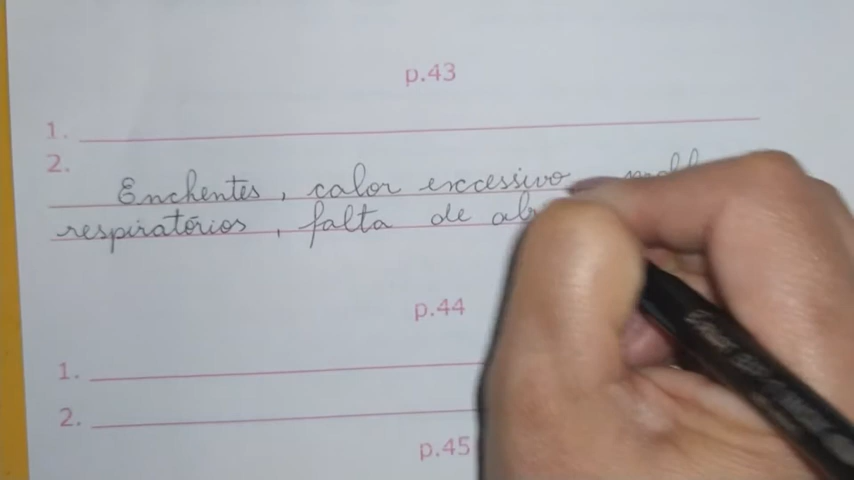 p.43
1.
2.
Enchentes, calor excessivo,
respiratórios, falta de
p.44
1.
2.
p.45